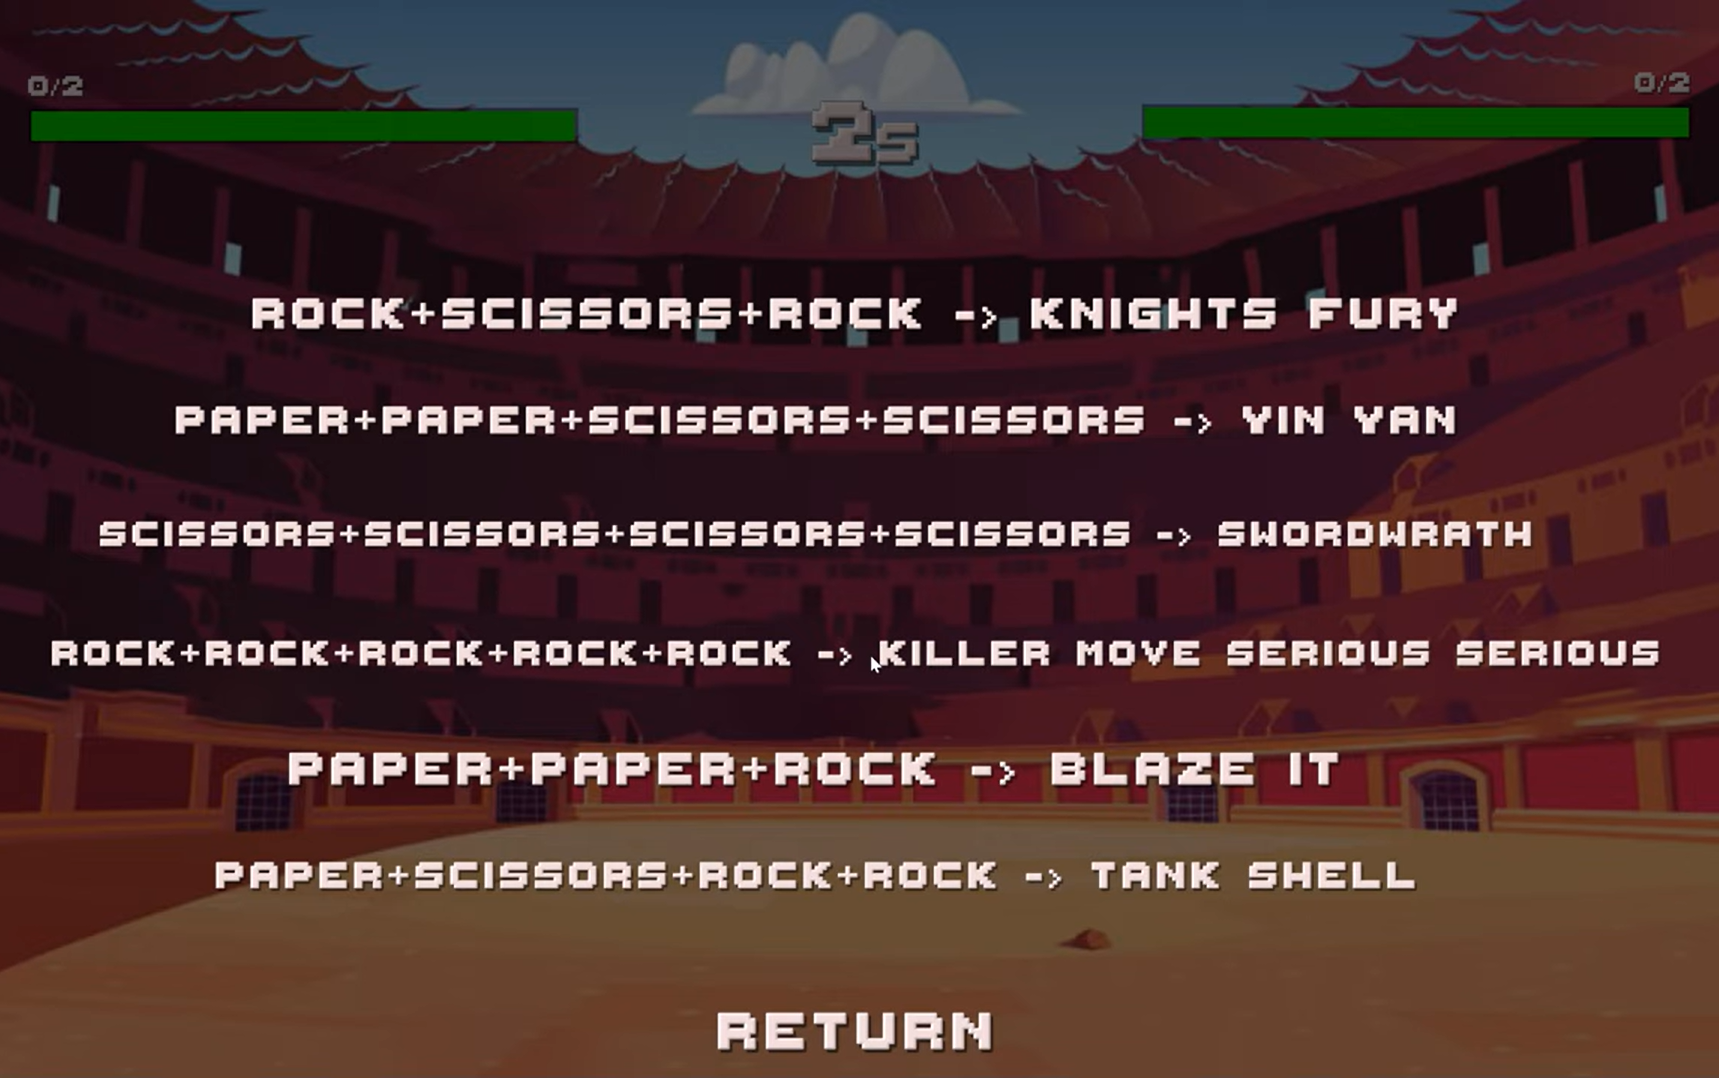 0/2
0/2
2s
ROCK+SCISSORS+ROCK -> KNIGHTS FURY
PAPER+PAPER+SCISSORS+SCISSORS -> YIN YAN
SCISSORS+SCISSORS+SCISSORS+SCISSORS -> SWORDWRATH
ROCK+ROCK+ROCK+ROCK+ROCK -> KILLER MOVE SERIOUS SERIOUS
PAPER+PAPER+ROCK -> BLAZE IT
PAPER+SCISSORS+ROCK+ROCK -> TANK SHELL
RETURN